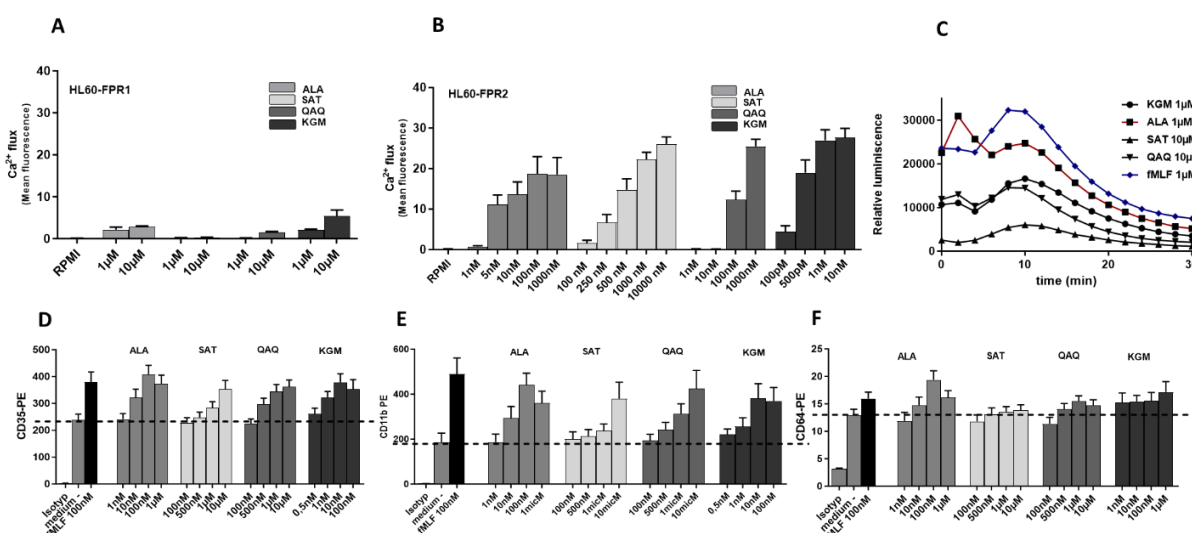 A
B
C
40
30
20
10
0
Ca2+ flux
(Mean fluorescence)
HL60-FPR1
ALA
SAT
QAQ
KGM
RPMI
1µM
10µM
1µM
10µM
1µM
10µM
1µM
10µM
40
30
20
10
0
Ca2+ flux
(Mean fluorescence)
HL60-FPR2
ALA
SAT
QAQ
KGM
RPMI
1nM
5nM
10nM
100nM
1000nM
100 nM
250 nM
500 nM
1000 nM
10000 nM
1nM
10nM
100nM
1000nM
100pM
500pM
1nM
10nM
Relative luminiscence
30000
20000
10000
0
KGM 1µM
ALA 1µM
SAT 10µM
QAQ 10µM
fMLF 1µM
0
10
20
30
time (min)
D
E
F
500
400
300
200
100
0
CD35-PE
ALA
SAT
QAQ
KGM
Isotyp
medium -
fMLF 100nM
1nM
10nM
100nM
1µM
100nM
500nM
1µM
10µM
100nM
500nM
1µM
10µM
0.5nM
1nM
10nM
100nM
600
400
200
0
CD11b PE
ALA
SAT
QAQ
KGM
Isotyp
medium -
fMLF 100nM
1nM
10nM
100nM
1micM
100nM
500nM
1micM
10micM
100nM
500nM
1micM
10micM
0.5nM
1nM
10nM
100nM
25
20
15
10
5
0
CD64-PE
ALA
SAT
QAQ
KGM
Isotyp
medium -
MLF 100nM
1nM
10nM
100nM
1µM
100nM
500nM
1µM
10µM
100nM
500nM
1µM
10µM
1nM
10nM
100nM
1µM